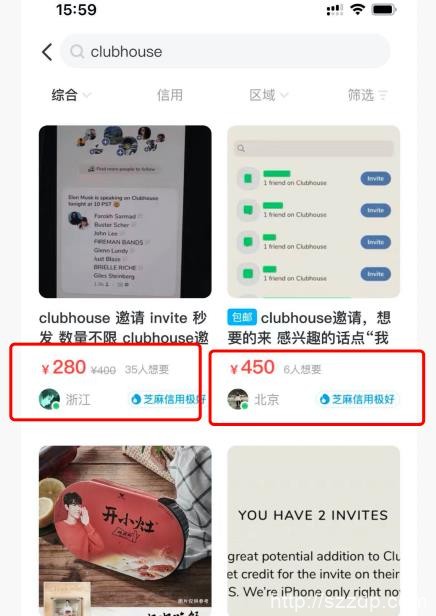 15:59
clubhouse
综合
信用
区域
筛选
Find more people to follow
Elon Musk is speaking on Clubhouse
tonight at 10 PST
Farokh Sarmad
Buster Scher
John Lee
FIREMAN BANDS
Glenn Lundy
Just Blaze
BRIELLE RICHE
Giles Steinberg
1 friend on Clubhouse
Invite
1 friend on Clubhouse
Invite
1 friend on Clubhouse
Invite
1 friend on Clubhouse
Invite
clubhouse 邀请 invite 秒
发 数量不限 clubhouse邀
¥280 ¥400 35人想要
浙江
芝麻信用极好
包邮 clubhouse邀请，想
要的来 感兴趣的话点“我
¥450 6人想要
北京
芝麻信用极好
开小灶
图片仅供参考
YOU HAVE 2 INVITES
great potential addition to Clu
et credit for the invite on their
S. We're iPhone only right no